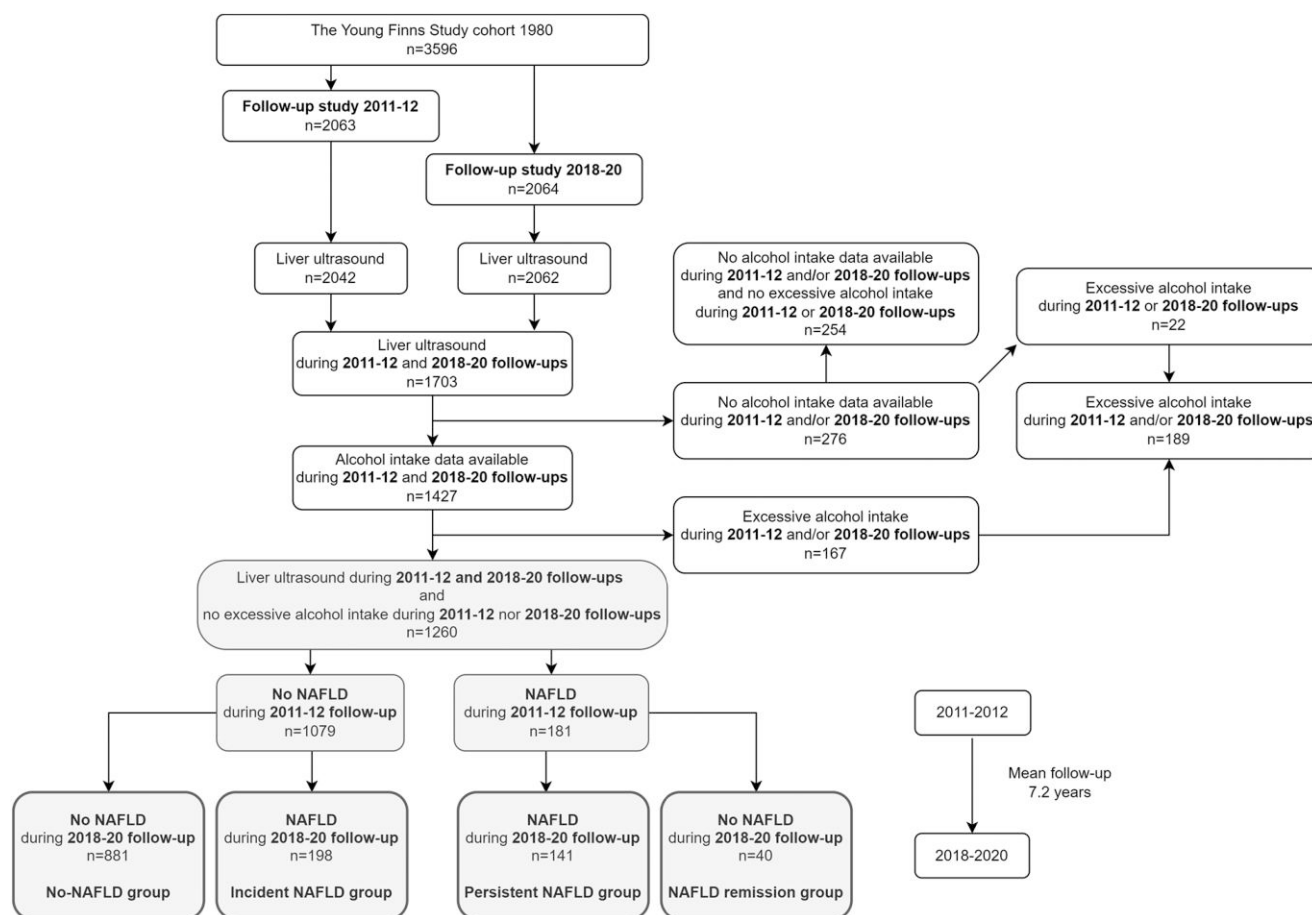 The Young Finns Study cohort 1980
n=3596
Follow-up study 2011-12
n=2063
Follow-up study 2018-20
n=2064
Liver ultrasound
n=2042
Liver ultrasound
n=2062
No alcohol intake data available
during 2011-12 and/or 2018-20 follow-ups
and no excessive alcohol intake
during 2011-12 or 2018-20 follow-ups
n=254
Excessive alcohol intake
during 2011-12 or 2018-20 follow-ups
n=22
Liver ultrasound
during 2011-12 and 2018-20 follow-ups
n=1703
No alcohol intake data available
during 2011-12 and/or 2018-20 follow-ups
n=276
Excessive alcohol intake
during 2011-12 and/or 2018-20 follow-ups
n=189
Alcohol intake data available
during 2011-12 and 2018-20 follow-ups
n=1427
Excessive alcohol intake
during 2011-12 and/or 2018-20 follow-ups
n=167
Liver ultrasound during 2011-12 and 2018-20 follow-ups
and
no excessive alcohol intake during 2011-12 nor 2018-20 follow-ups
n=1260
No NAFLD
during 2011-12 follow-up
n=1079
NAFLD
during 2011-12 follow-up
n=181
2011-2012
Mean follow-up
7.2 years
2018-2020
No NAFLD
during 2018-20 follow-up
n=881
No-NAFLD group
NAFLD
during 2018-20 follow-up
n=198
Incident NAFLD group
NAFLD
during 2018-20 follow-up
n=141
Persistent NAFLD group
No NAFLD
during 2018-20 follow-up
n=40
NAFLD remission group